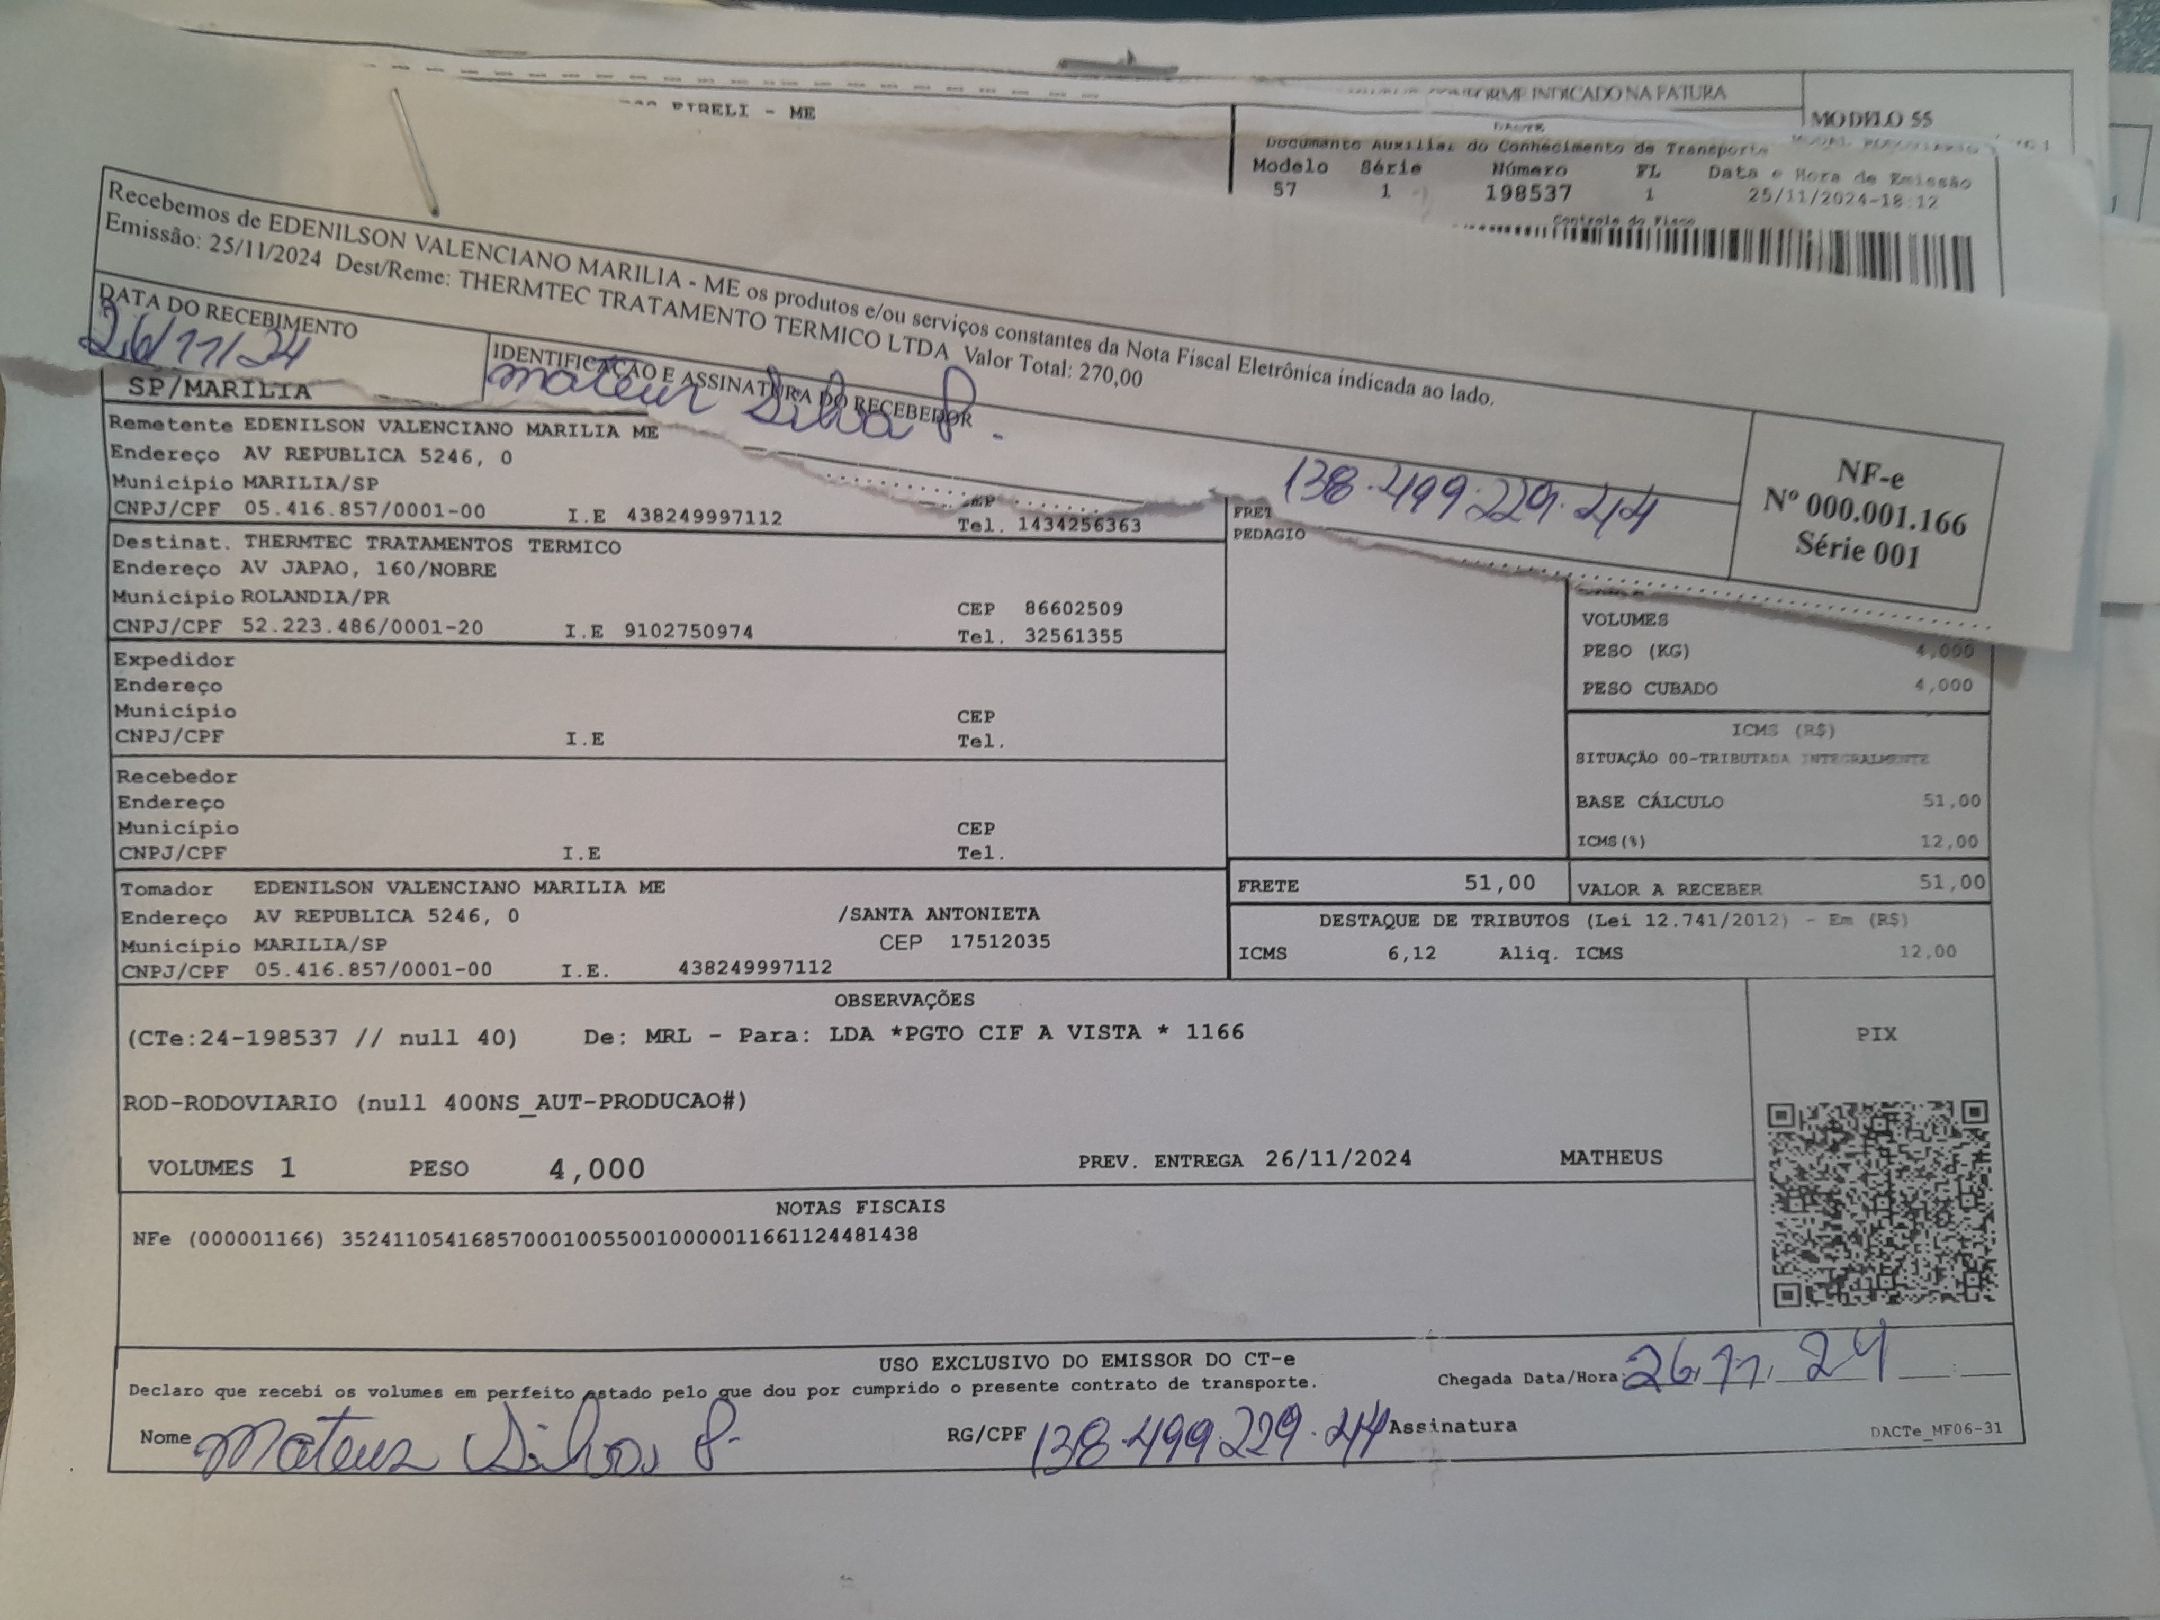 EIRELI - ME
INDICADO NA FATURA
MODELO 55
DACTE
Documento Auxiliar do Conhecimento de Transporte
Modelo Série Número FL Data e Hora de Emissão
57 1 198537 1 25/11/2024-18:12
Controle do Fisco
Recebemos de EDENILSON VALENCIANO MARILIA - ME os produtos e/ou serviços constantes da Nota Fiscal Eletrônica indicada ao lado.
Emissão: 25/11/2024 Dest/Reme: THERMTEC TRATAMENTO TERMICO LTDA Valor Total: 270,00
DATA DO RECEBIMENTO
26/11/24
IDENTIFICAÇÃO E ASSINATURA DO RECEBEDOR
Mateus Silva P.
138.499.229.44
NF-e
Nº 000.001.166
Série 001
SP/MARILIA
Remetente EDENILSON VALENCIANO MARILIA ME
Endereço AV REPUBLICA 5246, 0
Município MARILIA/SP
CEP
CNPJ/CPF 05.416.857/0001-00 I.E 438249997112 Tel. 1434256363
Destinat. THERMTEC TRATAMENTOS TERMICO
Endereço AV JAPAO, 160/NOBRE
Município ROLANDIA/PR CEP 86602509
CNPJ/CPF 52.223.486/0001-20 I.E 9102750974 Tel. 32561355
Expedidor
Endereço
Município CEP
CNPJ/CPF I.E Tel.
Recebedor
Endereço
Município CEP
CNPJ/CPF I.E Tel.
Tomador EDENILSON VALENCIANO MARILIA ME
Endereço AV REPUBLICA 5246, 0 /SANTA ANTONIETA
Município MARILIA/SP CEP 17512035
CNPJ/CPF 05.416.857/0001-00 I.E. 438249997112
PEDAGIO
VOLUMES
PESO (KG) 4,000
PESO CUBADO 4,000
ICMS (R$)
SITUAÇÃO 00-TRIBUTADA INTEGRALMENTE
BASE CÁLCULO 51,00
ICMS(%) 12,00
FRETE 51,00 VALOR A RECEBER 51,00
DESTAQUE DE TRIBUTOS (Lei 12.741/2012) - Em (R$)
ICMS 6,12 Aliq. ICMS 12,00
OBSERVAÇÕES
(CTe:24-198537 // null 40) De: MRL - Para: LDA *PGTO CIF A VISTA * 1166
ROD-RODOVIARIO (null 400NS_AUT-PRODUCAO#)
VOLUMES 1 PESO 4,000 PREV. ENTREGA 26/11/2024 MATHEUS
PIX
NOTAS FISCAIS
NFe (000001166) 35241105416857000100550010000011661124481438
USO EXCLUSIVO DO EMISSOR DO CT-e
Declaro que recebi os volumes em perfeito estado pelo que dou por cumprido o presente contrato de transporte.
Chegada Data/Hora: 26.11.24
Nome Mateus Silva P. RG/CPF 138.499.229.44 Assinatura
DACTe_MF06-31